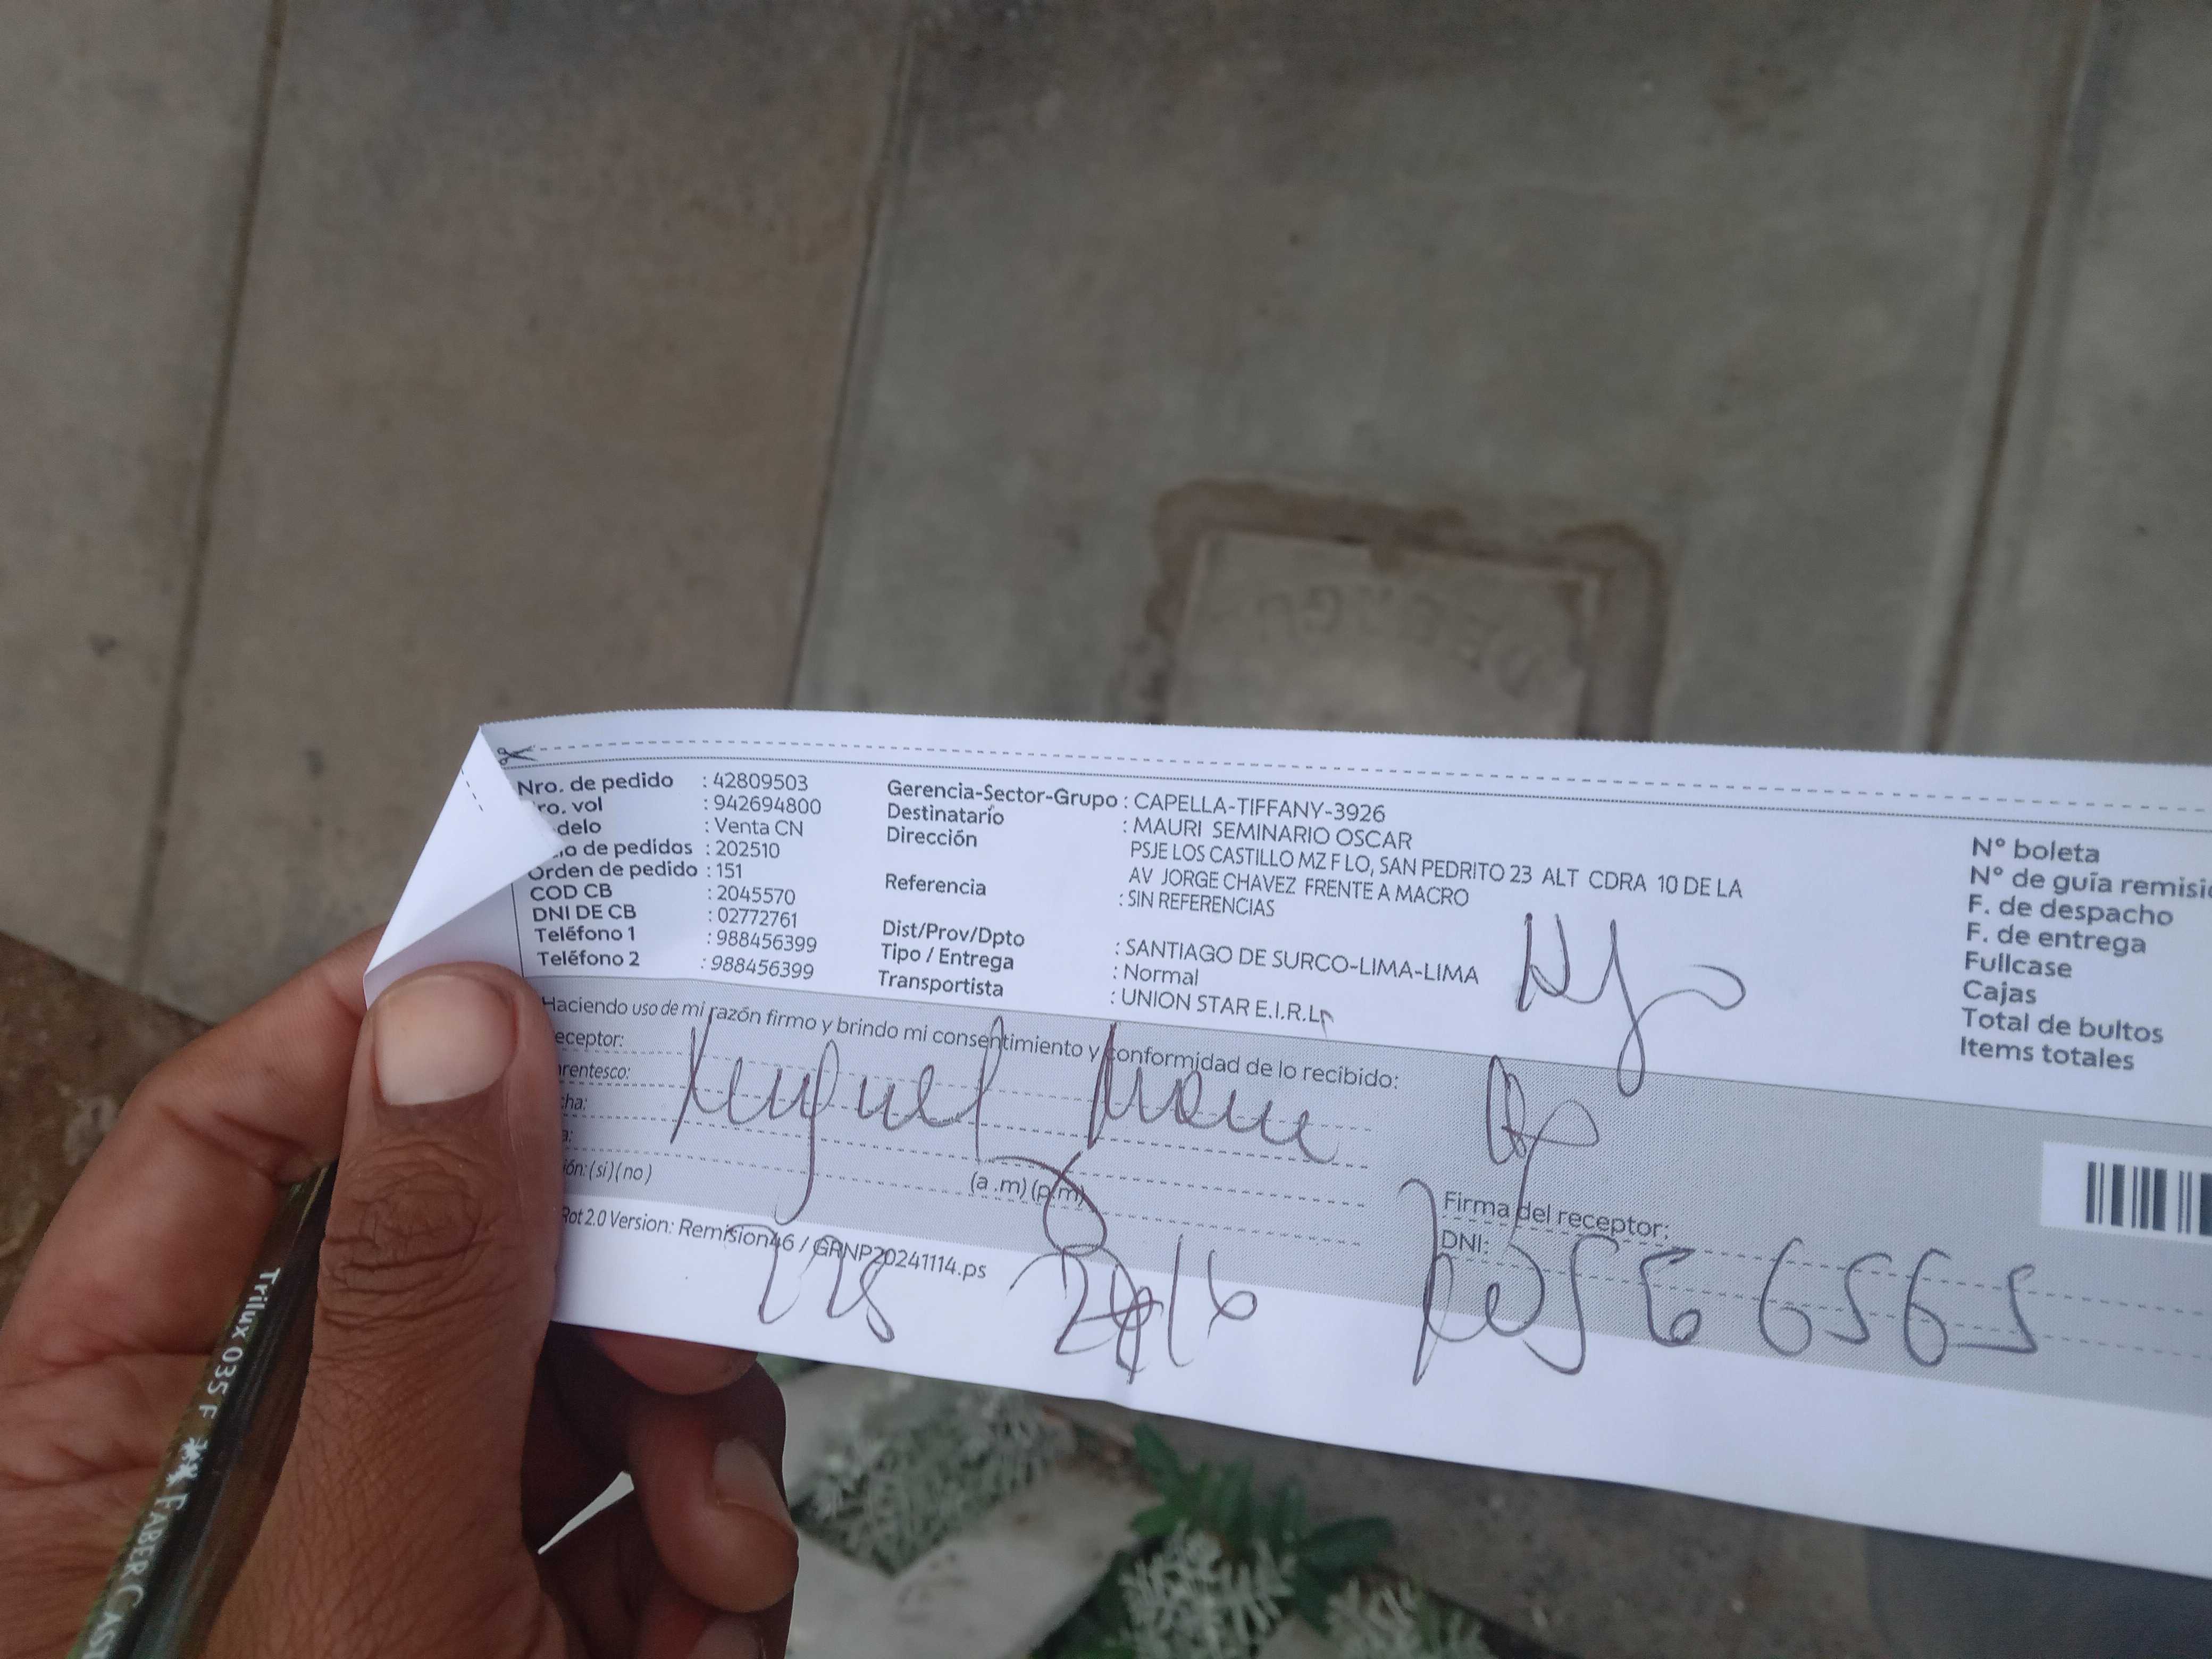 Nro. de pedido : 42809503
ro. vol : 942694800
delo : Venta CN
o de pedidos : 202510
Orden de pedido : 151
COD CB : 2045570
DNI DE CB : 02772761
Teléfono 1 : 988456399
Teléfono 2 : 988456399
Gerencia-Sector-Grupo : CAPELLA-TIFFANY-3926
Destinatario : MAURI SEMINARIO OSCAR
Dirección PSJE LOS CASTILLO MZ F LO, SAN PEDRITO 23 ALT CDRA 10 DE LA
AV JORGE CHAVEZ FRENTE A MACRO
Referencia : SIN REFERENCIAS
Dist/Prov/Dpto : SANTIAGO DE SURCO-LIMA-LIMA
Tipo / Entrega : Normal
Transportista : UNION STAR E.I.R.L
N° boleta
N° de guía remisi
F. de despacho
F. de entrega
Fullcase
Cajas
Total de bultos
Items totales
Haciendo uso de mi razón firmo y brindo mi consentimiento y conformidad de lo recibido:
eceptor:
rentesco:
ha:
a:
ión: (si) (no)
(a .m) (p.m)
Firma del receptor:
DNI:
Rot 2.0 Version: Remision46 / GRNP20241114.ps
Trilux 035 F FABER CAST